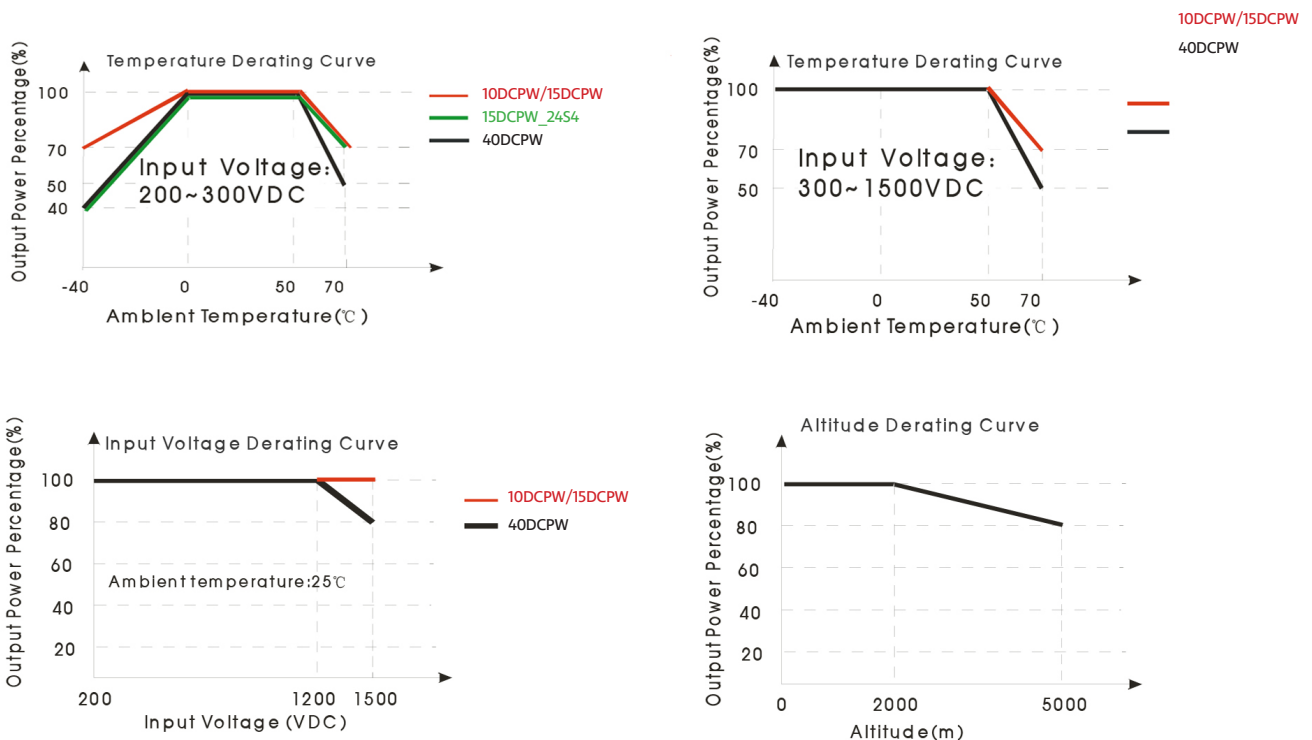 Temperature Derating Curve
Output Power Percentage(%)
100
70
50
40
Input Voltage:
200~300VDC
-40
0
50
70
Ambient Temperature(℃)
10DCPW/15DCPW
15DCPW_24S4
40DCPW
10DCPW/15DCPW
40DCPW
Temperature Derating Curve
Output Power Percentage(%)
100
70
50
Input Voltage:
300~1500VDC
-40
0
50
70
Ambient Temperature(℃)
Input Voltage Derating Curve
Output Power Percentage(%)
100
80
60
40
20
Ambient temperature:25℃
200
1200
1500
Input Voltage (VDC)
10DCPW/15DCPW
40DCPW
Altitude Derating Curve
Output Power Percentage(%)
100
80
60
40
20
0
2000
5000
Altitude(m)